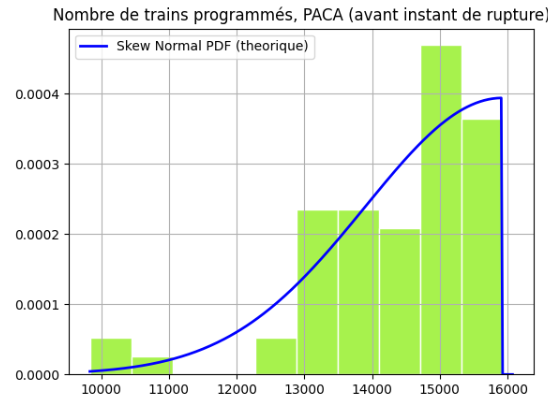 Nombre de trains programmés, PACA (avant instant de rupture)
Skew Normal PDF (theorique)
0.0004
0.0003
0.0002
0.0001
0.0000
10000 11000 12000 13000 14000 15000 16000